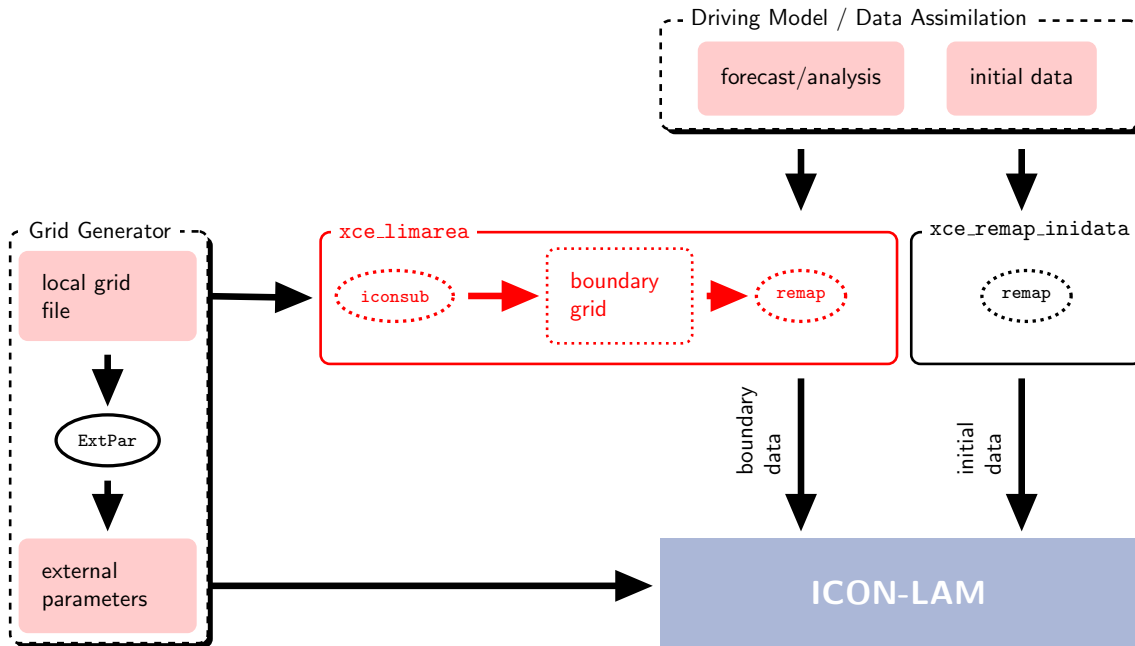 Driving Model / Data Assimilation
forecast/analysis
initial data
Grid Generator
local grid
file
ExtPar
external
parameters
xce_limarea
iconsub
boundary
grid
remap
xce_remap_inidata
remap
boundary
data
initial
data
ICON-LAM